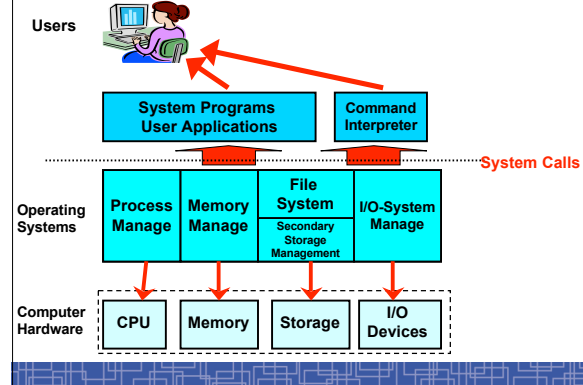 Users
System Programs
User Applications
Command
Interpreter
System Calls
Operating
Systems
Process
Manage
Memory
Manage
File
System
Secondary
Storage
Management
I/O-System
Manage
Computer
Hardware
CPU
Memory
Storage
I/O
Devices